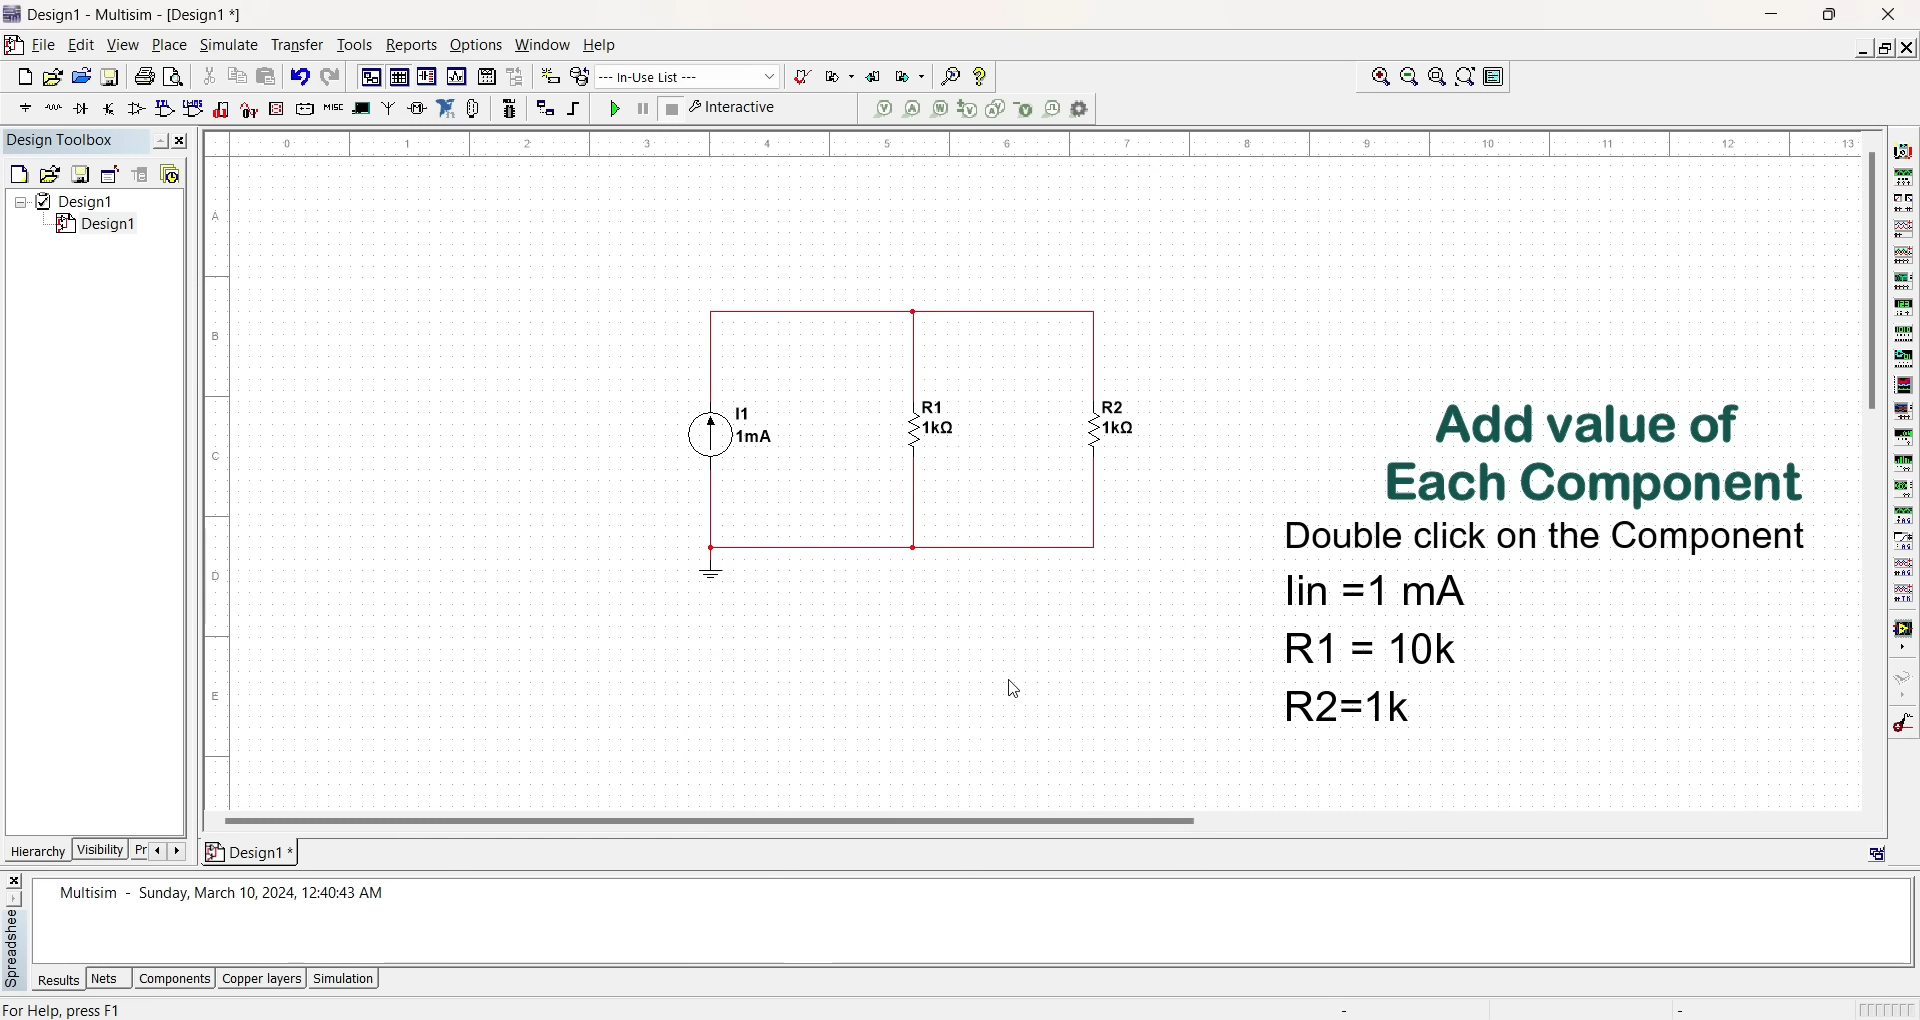 Design1 - Multisim - [Design1 *]
File Edit View Place Simulate Transfer Tools Reports Options Window Help
--- In-Use List ---
MISC
Interactive
Design Toolbox
Design1
Design1
0 1 2 3 4 5 6 7 8 9 10 11 12 13
A
B
C
D
E
I1
1mA
R1
1kΩ
R2
1kΩ
Add value of
Each Component
Double click on the Component
Iin =1 mA
R1 = 10k
R2=1k
Hierarchy Visibility Pr
Design1 *
Multisim - Sunday, March 10, 2024, 12:40:43 AM
Spreadshee
Results Nets Components Copper layers Simulation
For Help, press F1